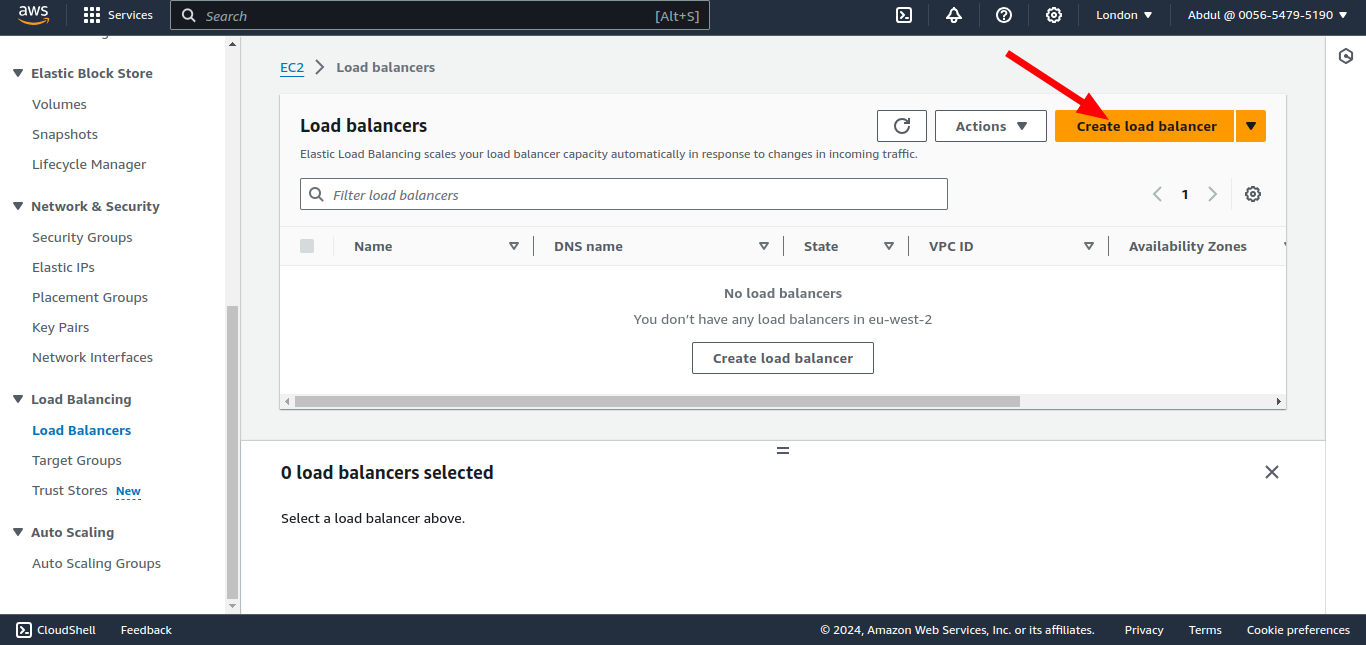 aws
Services
Search
[Alt+S]
London
Abdul @ 0056-5479-5190
Elastic Block Store
Volumes
Snapshots
Lifecycle Manager
Network & Security
Security Groups
Elastic IPs
Placement Groups
Key Pairs
Network Interfaces
Load Balancing
Load Balancers
Target Groups
Trust Stores New
Auto Scaling
Auto Scaling Groups
EC2 > Load balancers
Load balancers
Actions
Create load balancer
Elastic Load Balancing scales your load balancer capacity automatically in response to changes in incoming traffic.
Filter load balancers
1
Name DNS name State VPC ID Availability Zones
No load balancers
You don’t have any load balancers in eu-west-2
Create load balancer
0 load balancers selected
Select a load balancer above.
CloudShell Feedback © 2024, Amazon Web Services, Inc. or its affiliates. Privacy Terms Cookie preferences